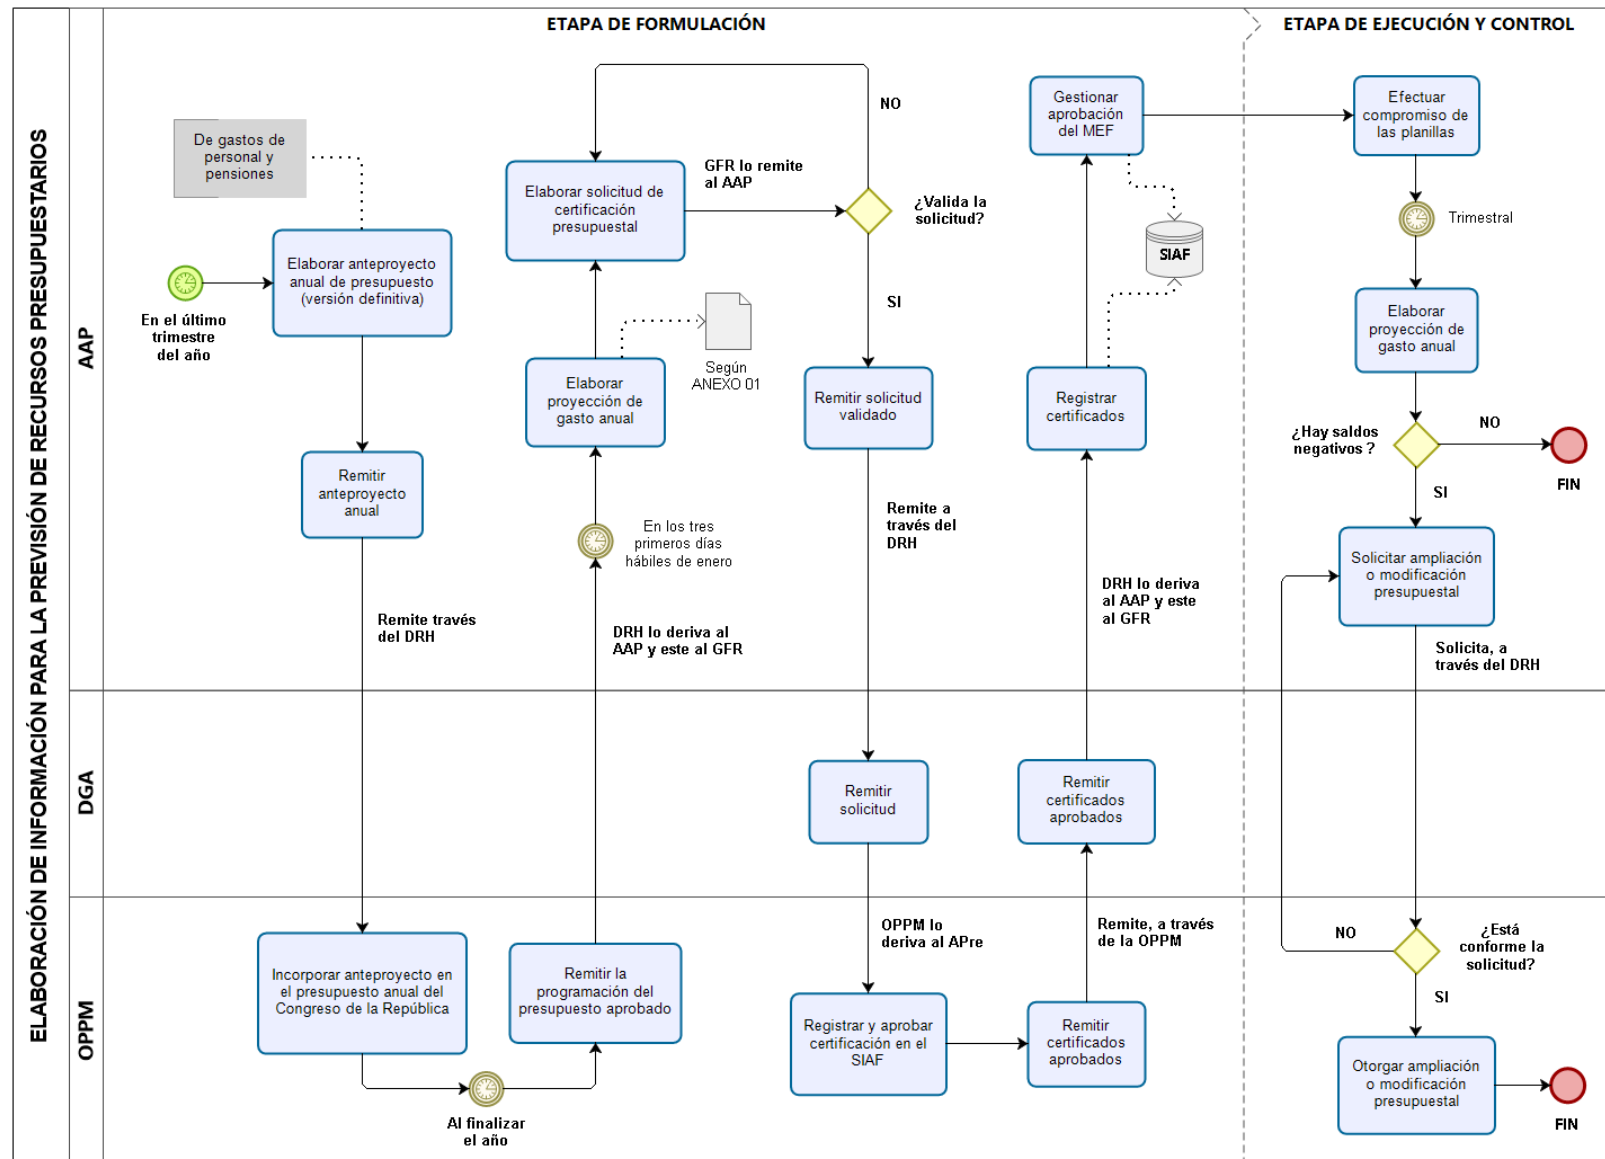 ELABORACIÓN DE INFORMACIÓN PARA LA PREVISIÓN DE RECURSOS PRESUPUESTARIOS
ETAPA DE FORMULACIÓN
ETAPA DE EJECUCIÓN Y CONTROL
AAP
De gastos de
personal y
pensiones
En el último
trimestre
del año
Elaborar anteproyecto
anual de presupuesto
(versión definitiva)
Remitir
anteproyecto
anual
Remite través
del DRH
Elaborar solicitud de
certificación
presupuestal
GFR lo remite
al AAP
NO
¿Valida la
solicitud?
SI
Según
ANEXO 01
Elaborar
proyección de
gasto anual
En los tres
primeros días
hábiles de enero
DRH lo deriva al
AAP y este al GFR
Remitir solicitud
validado
Remite a
través del
DRH
Gestionar
aprobación
del MEF
SIAF
Registrar
certificados
DRH lo deriva
al AAP y este
al GFR
Efectuar
compromiso de
las planillas
Trimestral
Elaborar
proyección de
gasto anual
¿Hay saldos
negativos ?
NO
FIN
SI
Solicitar ampliación
o modificación
presupuestal
Solicita, a
través del DRH
DGA
Remitir
solicitud
Remitir
certificados
aprobados
OPPM
Incorporar anteproyecto en
el presupuesto anual del
Congreso de la República
Al finalizar
el año
Remitir la
programación del
presupuesto aprobado
OPPM lo
deriva al APre
Registrar y aprobar
certificación en el
SIAF
Remite, a través
de la OPPM
Remitir
certificados
aprobados
NO
¿Está
conforme la
solicitud?
SI
Otorgar ampliación
o modificación
presupuestal
FIN